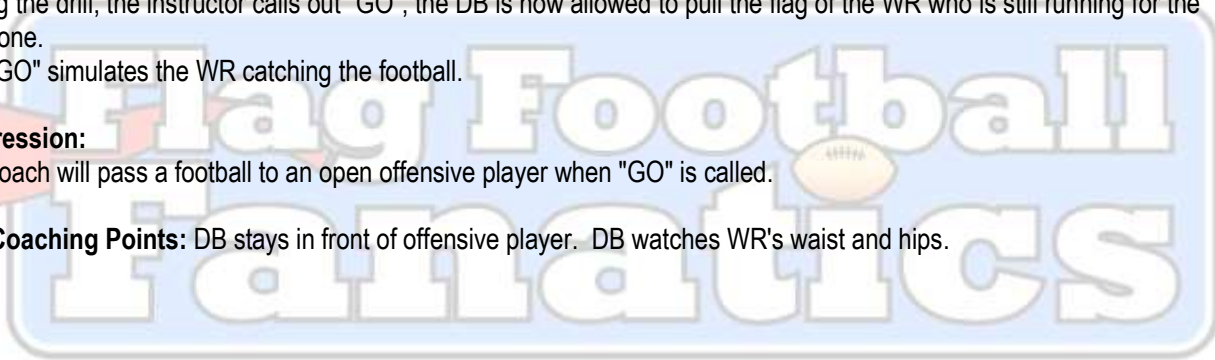 g the drill, the instructor calls out "GO", the DB is now allowed to pull the flag of the WR who is still running for the
one.
GO" simulates the WR catching the football.
ression:
oach will pass a football to an open offensive player when "GO" is called.
Coaching Points: DB stays in front of offensive player.  DB watches WR's waist and hips.
Flag Football
Fanatics